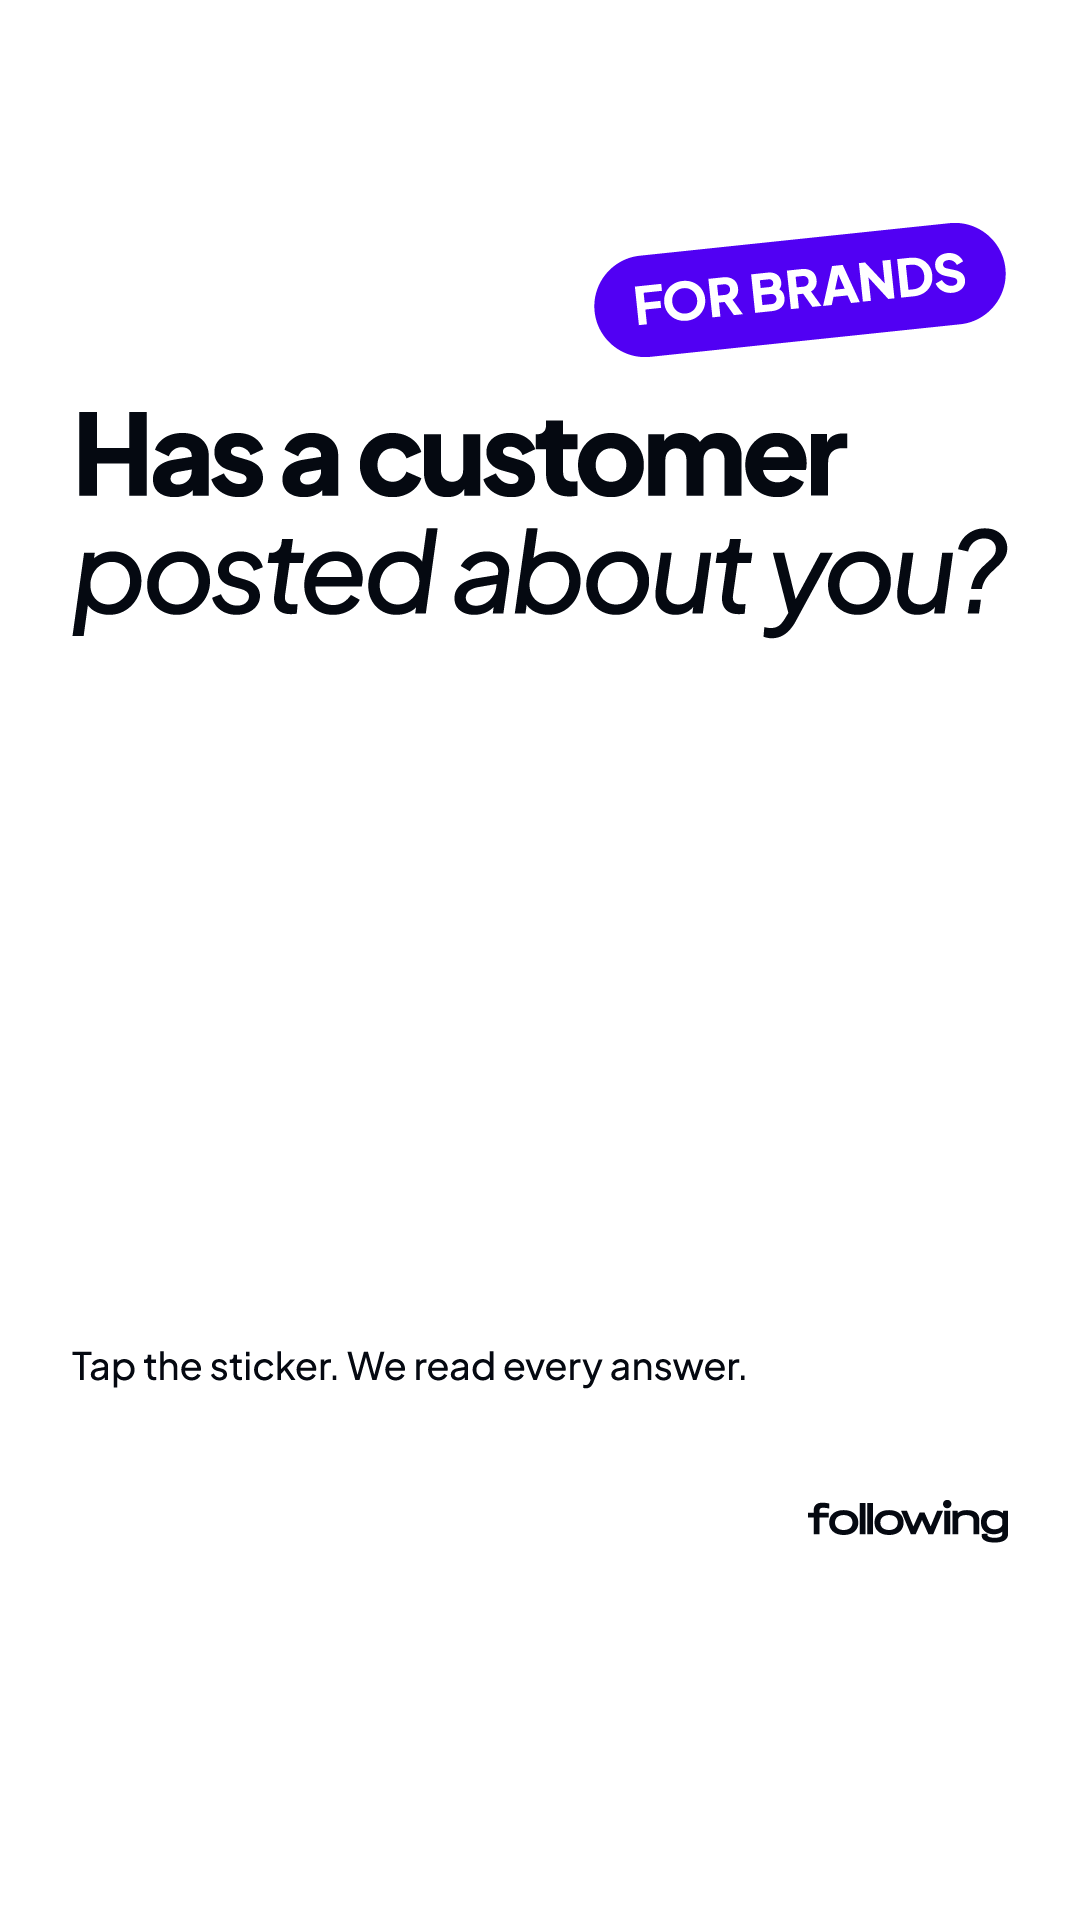 FOR BRANDS
Has a customer
posted about you?
Tap the sticker. We read every answer.
following